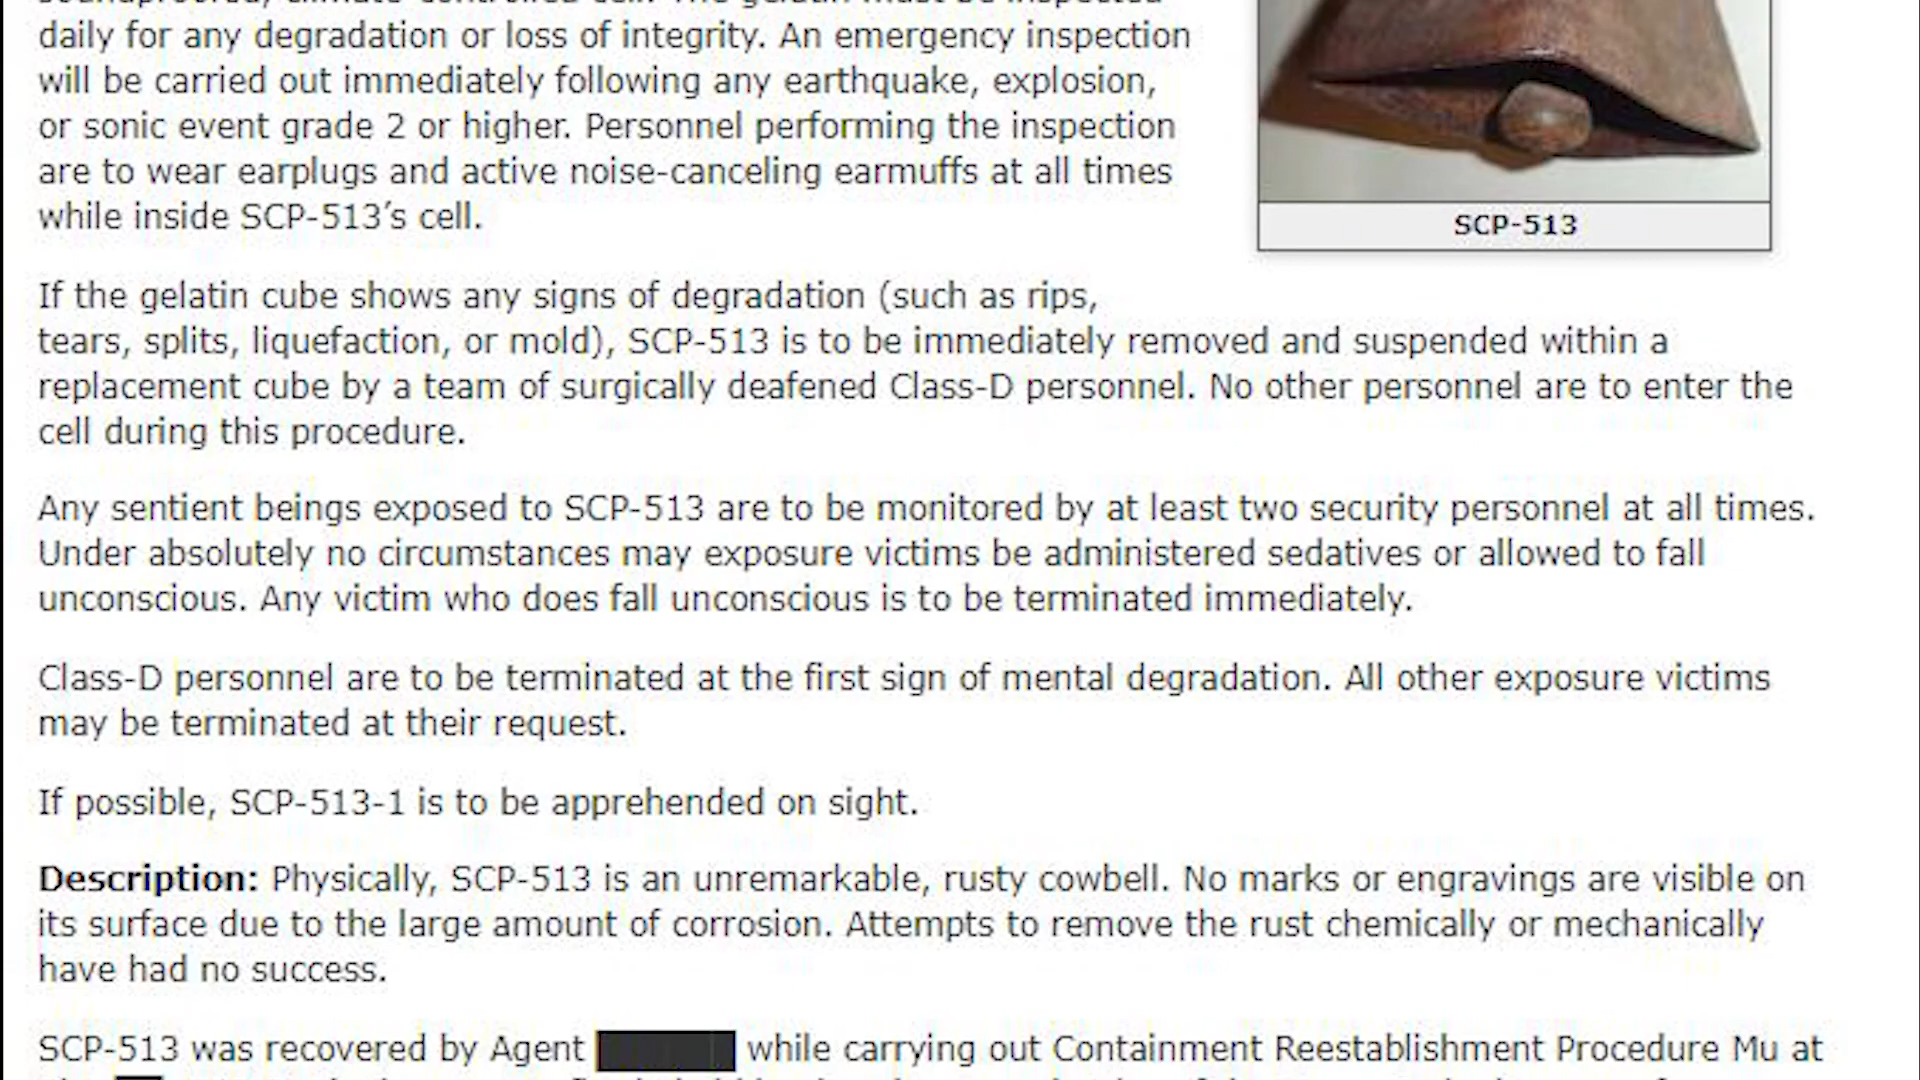 soundproofed, climate-controlled cell. The gelatin must be inspected
daily for any degradation or loss of integrity. An emergency inspection
will be carried out immediately following any earthquake, explosion,
or sonic event grade 2 or higher. Personnel performing the inspection
are to wear earplugs and active noise-canceling earmuffs at all times
while inside SCP-513’s cell.
SCP-513
If the gelatin cube shows any signs of degradation (such as rips,
tears, splits, liquefaction, or mold), SCP-513 is to be immediately removed and suspended within a
replacement cube by a team of surgically deafened Class-D personnel. No other personnel are to enter the
cell during this procedure.
Any sentient beings exposed to SCP-513 are to be monitored by at least two security personnel at all times.
Under absolutely no circumstances may exposure victims be administered sedatives or allowed to fall
unconscious. Any victim who does fall unconscious is to be terminated immediately.
Class-D personnel are to be terminated at the first sign of mental degradation. All other exposure victims
may be terminated at their request.
If possible, SCP-513-1 is to be apprehended on sight.
Description: Physically, SCP-513 is an unremarkable, rusty cowbell. No marks or engravings are visible on
its surface due to the large amount of corrosion. Attempts to remove the rust chemically or mechanically
have had no success.
SCP-513 was recovered by Agent while carrying out Containment Reestablishment Procedure Mu at